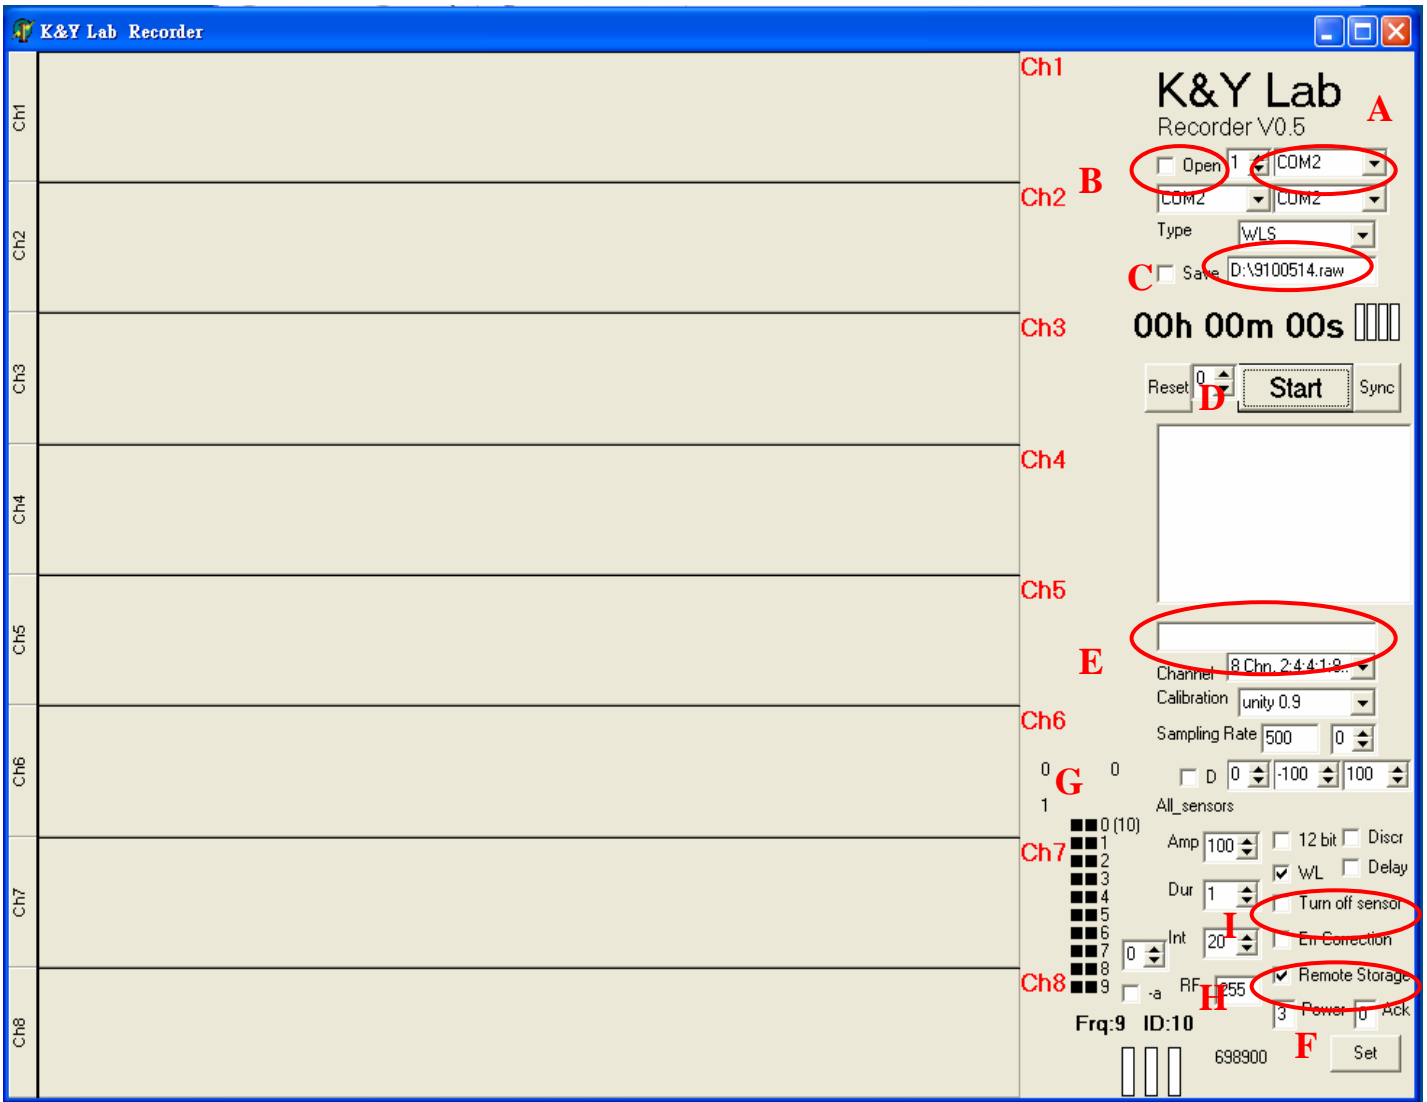 K&Y Lab Recorder
Ch1
Ch2
Ch3
Ch4
Ch5
Ch6
Ch7
Ch8
Ch1
Ch2
Ch3
Ch4
Ch5
Ch6
Ch7
Ch8
K&Y Lab
A
Recorder V0.5
B
Open 1 COM2
COM2 COM2
Type WLS
C
Save D:\9100514.raw
00h 00m 00s
Reset 0 Start Sync
D
E
Channel 8 Chn, 2:4:4:1:8..
Calibration unity 0.9
Sampling Rate 500 0
0 G 0
D 0 -100 100
1
All_sensors
0 (10)
1
2
3
4
5
6
7
8
9
Amp 100 12 bit Discr
WL Delay
Dur 1 Turn off sensor
I
Int 20 Err Correction
0
Remote Storage
-a RF 255
H
3 Power 0 Ack
Frq:9 ID:10
F
698900 Set